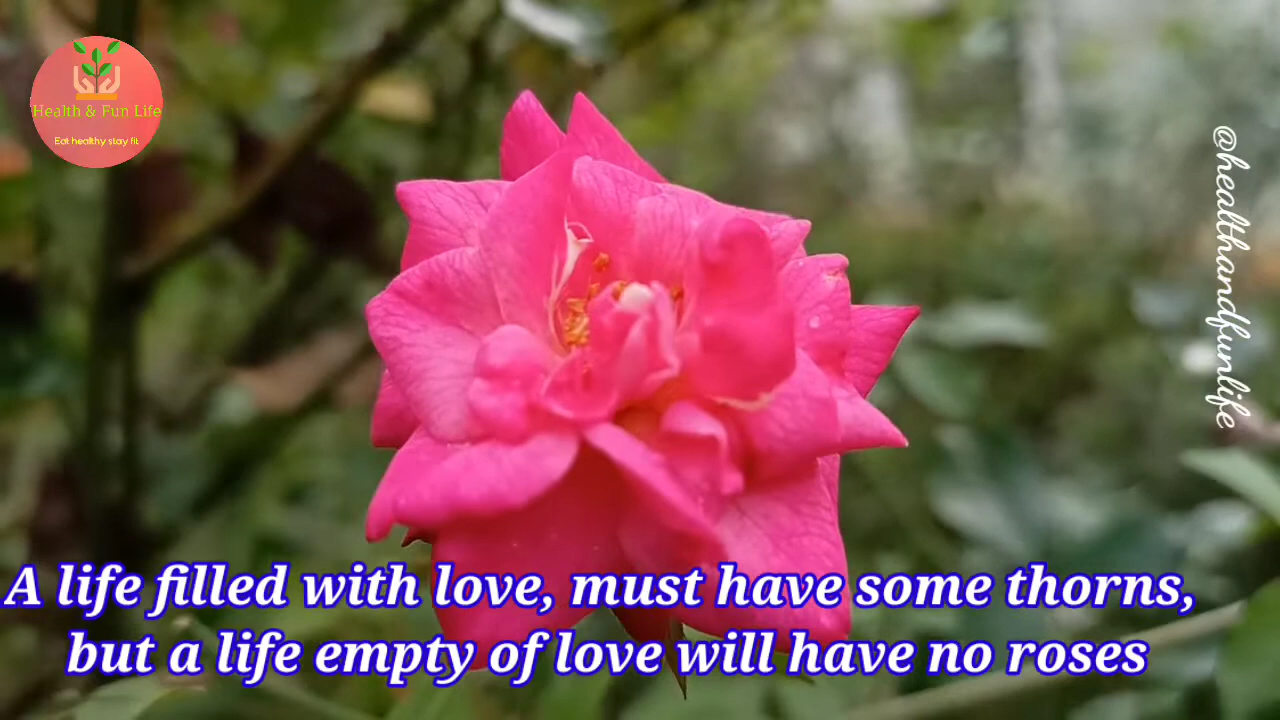 Health & Fun Life
Eat healthy stay fit
@healthandfunlife
A life filled with love, must have some thorns,
but a life empty of love will have no roses